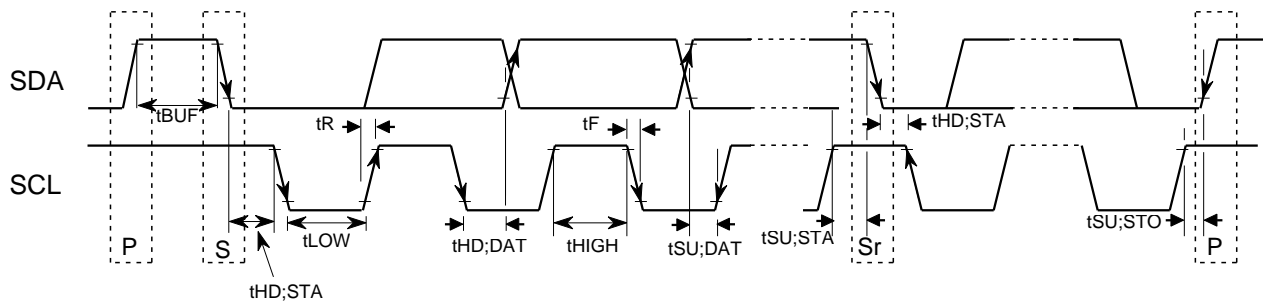 SDA
tBUF
tR
tF
tHD;STA
SCL
tLOW
tHD;DAT
tHIGH
tSU;DAT
tSU;STA
tSU;STO
P
S
Sr
P
tHD;STA